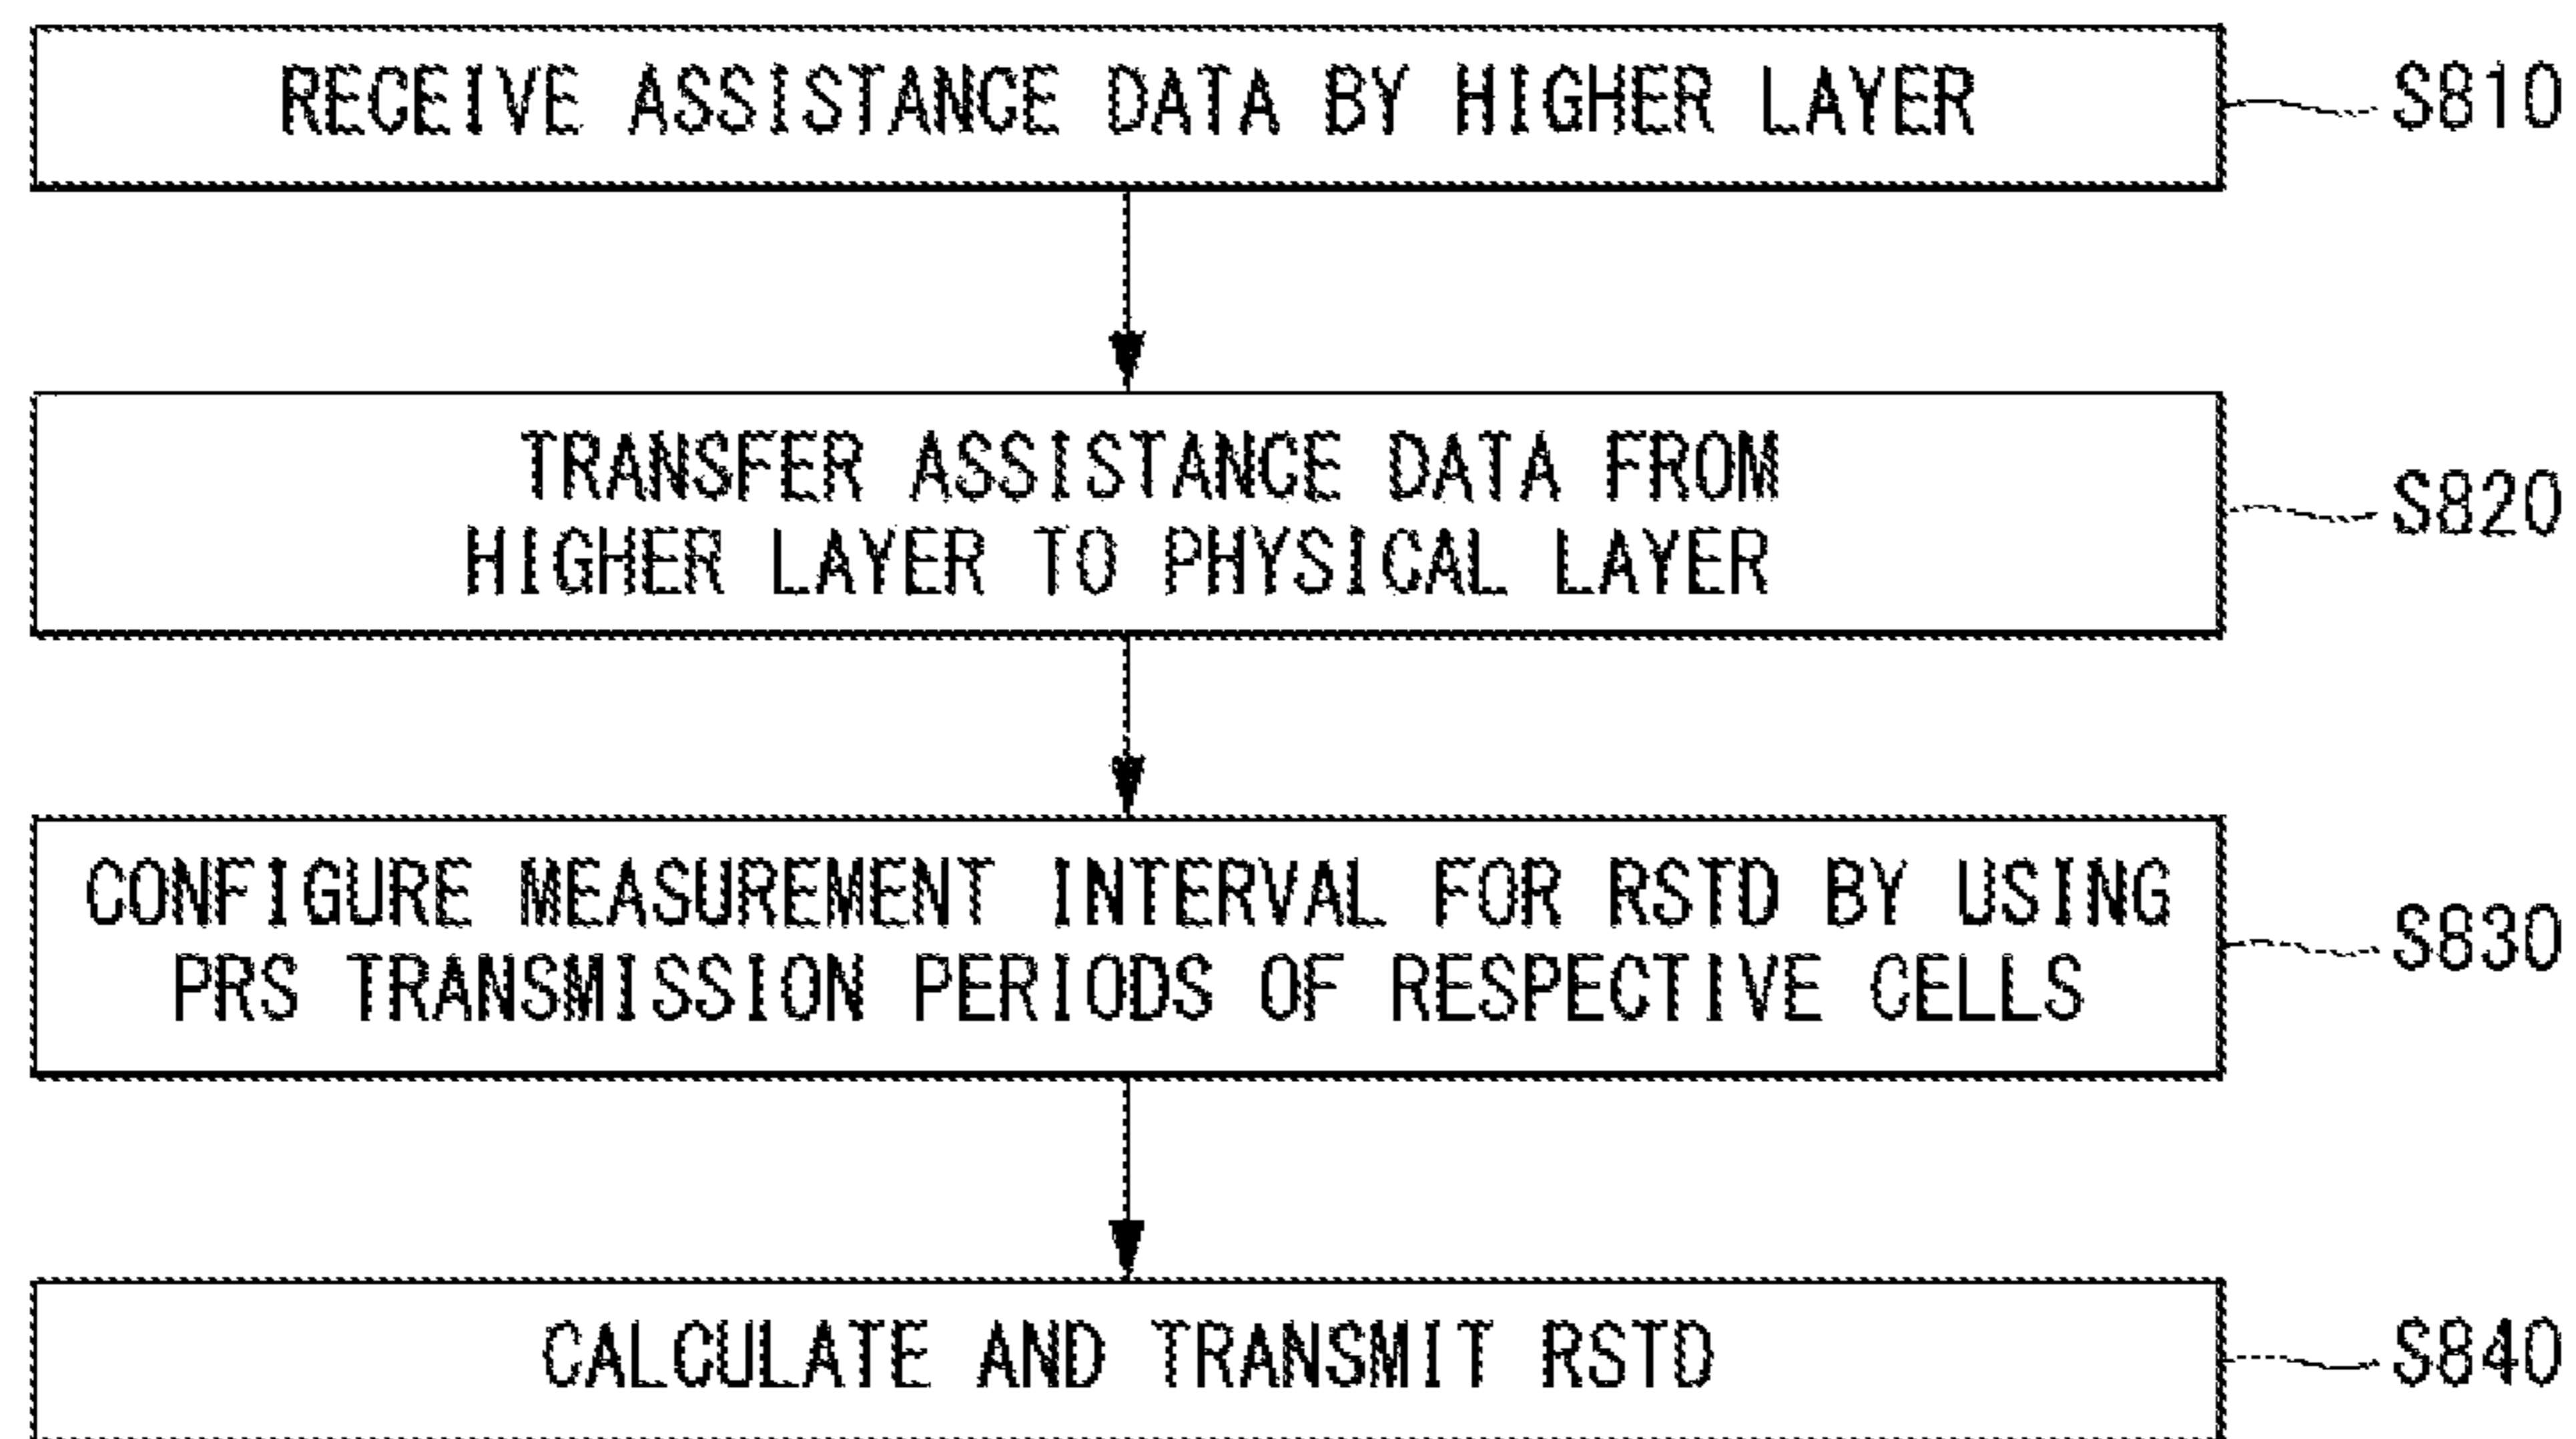 RECEIVE ASSISTANCE DATA BY HIGHER LAYER
S810
TRANSFER ASSISTANCE DATA FROM
HIGHER LAYER TO PHYSICAL LAYER
S820
CONFIGURE MEASUREMENT INTERVAL FOR RSTD BY USING
PRS TRANSMISSION PERIODS OF RESPECTIVE CELLS
S830
CALCULATE AND TRANSMIT RSTD
S840